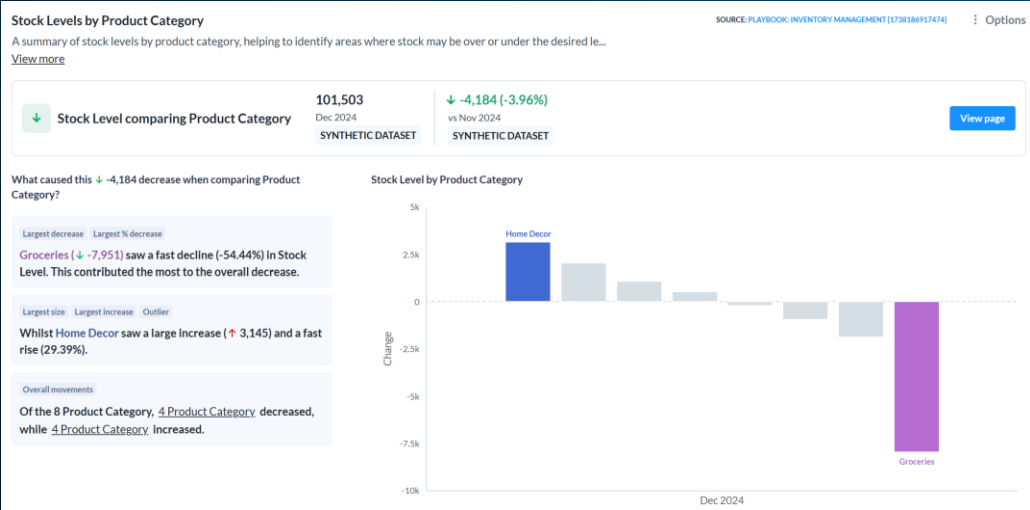 Stock Levels by Product Category
SOURCE: PLAYBOOK: INVENTORY MANAGEMENT [1738186917474]
Options
A summary of stock levels by product category, helping to identify areas where stock may be over or under the desired le...
View more
Stock Level comparing Product Category
101,503
Dec 2024
SYNTHETIC DATASET
↓ -4,184 (-3.96%)
vs Nov 2024
SYNTHETIC DATASET
View page
What caused this ↓ -4,184 decrease when comparing Product
Category?
Largest decrease Largest % decrease
Groceries (↓ -7,951) saw a fast decline (-54.44%) in Stock
Level. This contributed the most to the overall decrease.
Largest size Largest increase Outlier
Whilst Home Decor saw a large increase (↑ 3,145) and a fast
rise (29.39%).
Overall movements
Of the 8 Product Category, 4 Product Category decreased,
while 4 Product Category increased.
Stock Level by Product Category
5k
2.5k
0
-2.5k
-5k
-7.5k
-10k
Change
Home Decor
Groceries
Dec 2024